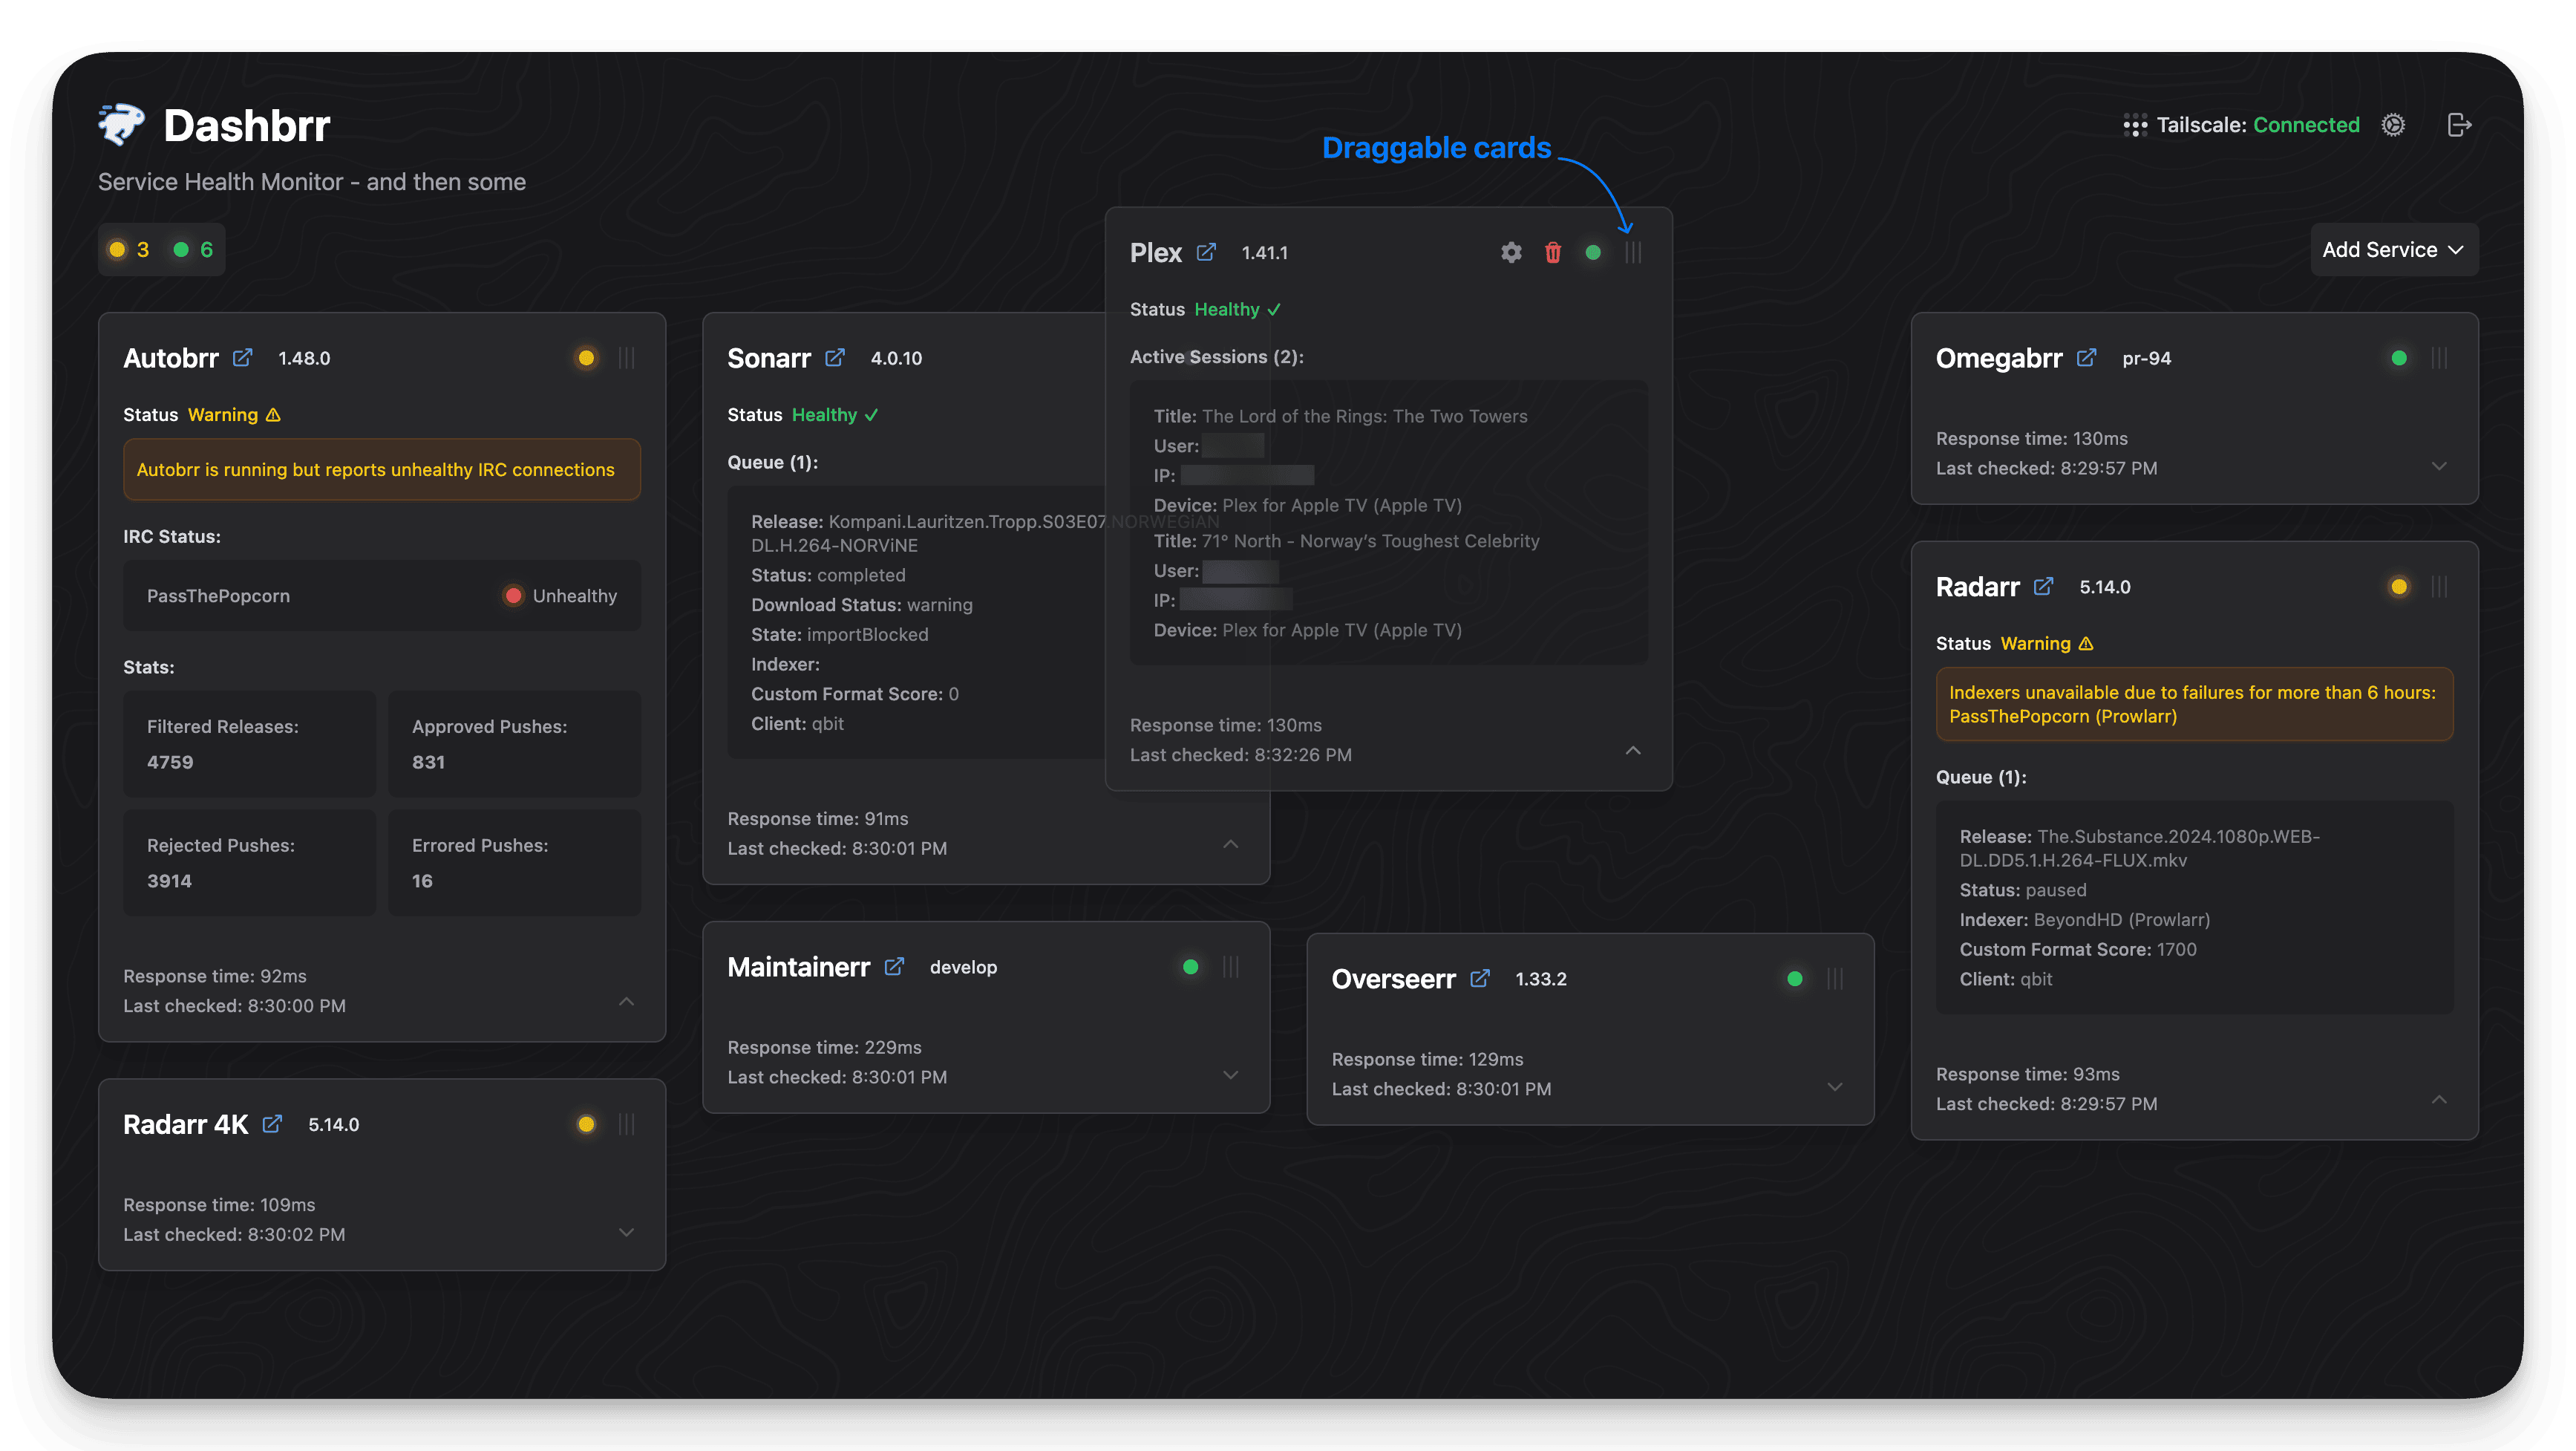 Dashbrr
Service Health Monitor - and then some
3 6
Tailscale: Connected
Draggable cards
Add Service
Autobrr 1.48.0
Status Warning
Autobrr is running but reports unhealthy IRC connections
IRC Status:
PassThePopcorn Unhealthy
Stats:
Filtered Releases:
4759
Approved Pushes:
831
Rejected Pushes:
3914
Errored Pushes:
16
Response time: 92ms
Last checked: 8:30:00 PM
Radarr 4K 5.14.0
Response time: 109ms
Last checked: 8:30:02 PM
Sonarr 4.0.10
Status Healthy
Queue (1):
Release: Kompani.Lauritzen.Tropp.S03E07.NORWEGiAN
DL.H.264-NORViNE
Status: completed
Download Status: warning
State: importBlocked
Indexer:
Custom Format Score: 0
Client: qbit
Response time: 91ms
Last checked: 8:30:01 PM
Maintainerr develop
Response time: 229ms
Last checked: 8:30:01 PM
Plex 1.41.1
Status Healthy
Active Sessions (2):
Title: The Lord of the Rings: The Two Towers
User:
IP:
Device: Plex for Apple TV (Apple TV)
Title: 71° North - Norway’s Toughest Celebrity
User:
IP:
Device: Plex for Apple TV (Apple TV)
Response time: 130ms
Last checked: 8:32:26 PM
Overseerr 1.33.2
Response time: 129ms
Last checked: 8:30:01 PM
Omegabrr pr-94
Response time: 130ms
Last checked: 8:29:57 PM
Radarr 5.14.0
Status Warning
Indexers unavailable due to failures for more than 6 hours:
PassThePopcorn (Prowlarr)
Queue (1):
Release: The.Substance.2024.1080p.WEB-
DL.DD5.1.H.264-FLUX.mkv
Status: paused
Indexer: BeyondHD (Prowlarr)
Custom Format Score: 1700
Client: qbit
Response time: 93ms
Last checked: 8:29:57 PM